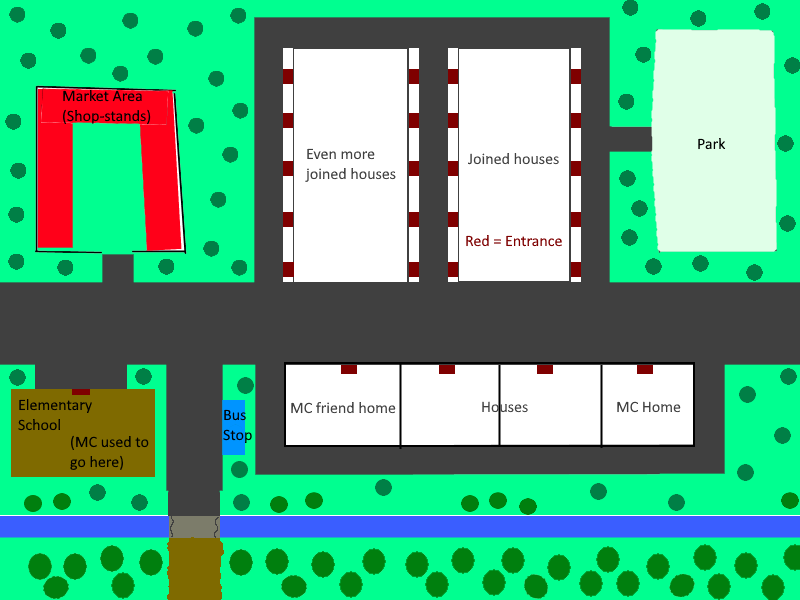 Market Area
(Shop-stands)
Even more
joined houses
Joined houses
Red = Entrance
Park
Elementary
School
(MC used to
go here)
Bus
Stop
MC friend home
Houses
MC Home